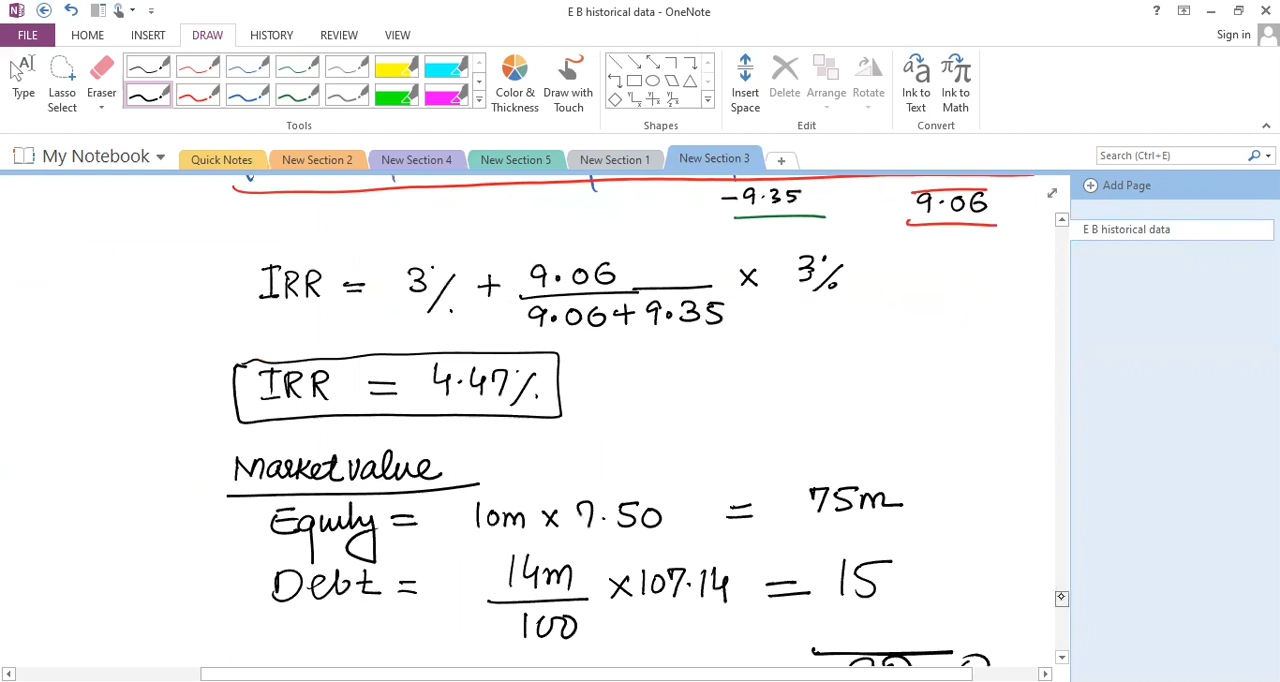 E B historical data - OneNote
?
Sign in
FILE HOME INSERT DRAW HISTORY REVIEW VIEW
Type Lasso Select Eraser
Color & Thickness Draw with Touch
Insert Space Delete Arrange Rotate
Ink to Text Ink to Math
Tools Shapes Edit Convert
My Notebook Quick Notes New Section 2 New Section 4 New Section 5 New Section 1 New Section 3
Search (Ctrl+E)
Add Page
E B historical data
-9.35 9.06
IRR = 3% + 9.06 / 9.06+9.35 × 3%
IRR = 4.47%
Market value
Equity = 10m × 7.50 = 75m
Debt = 14m / 100 × 107.14 = 15